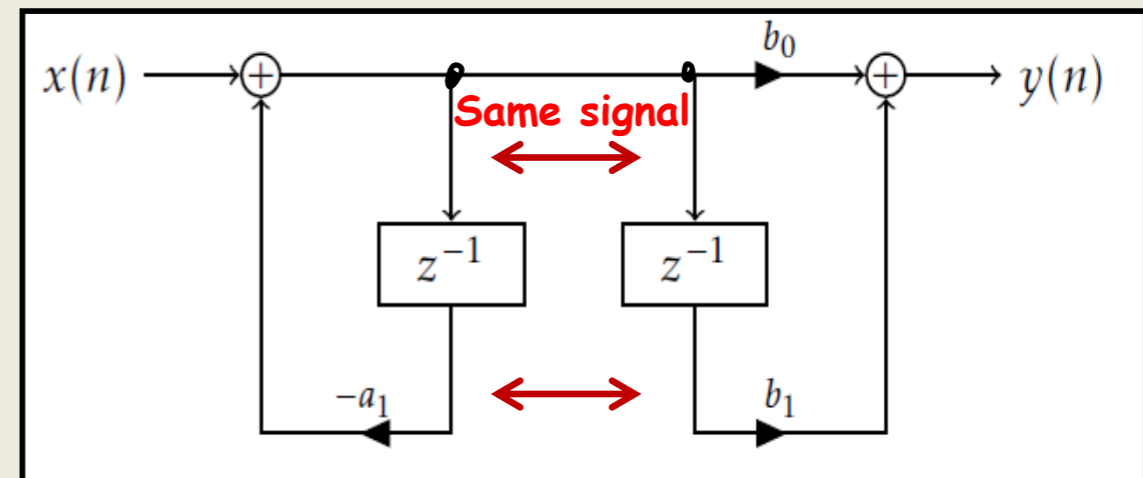 b₀
x(n) + + y(n)
Same signal
z⁻¹ z⁻¹
−a₁ b₁